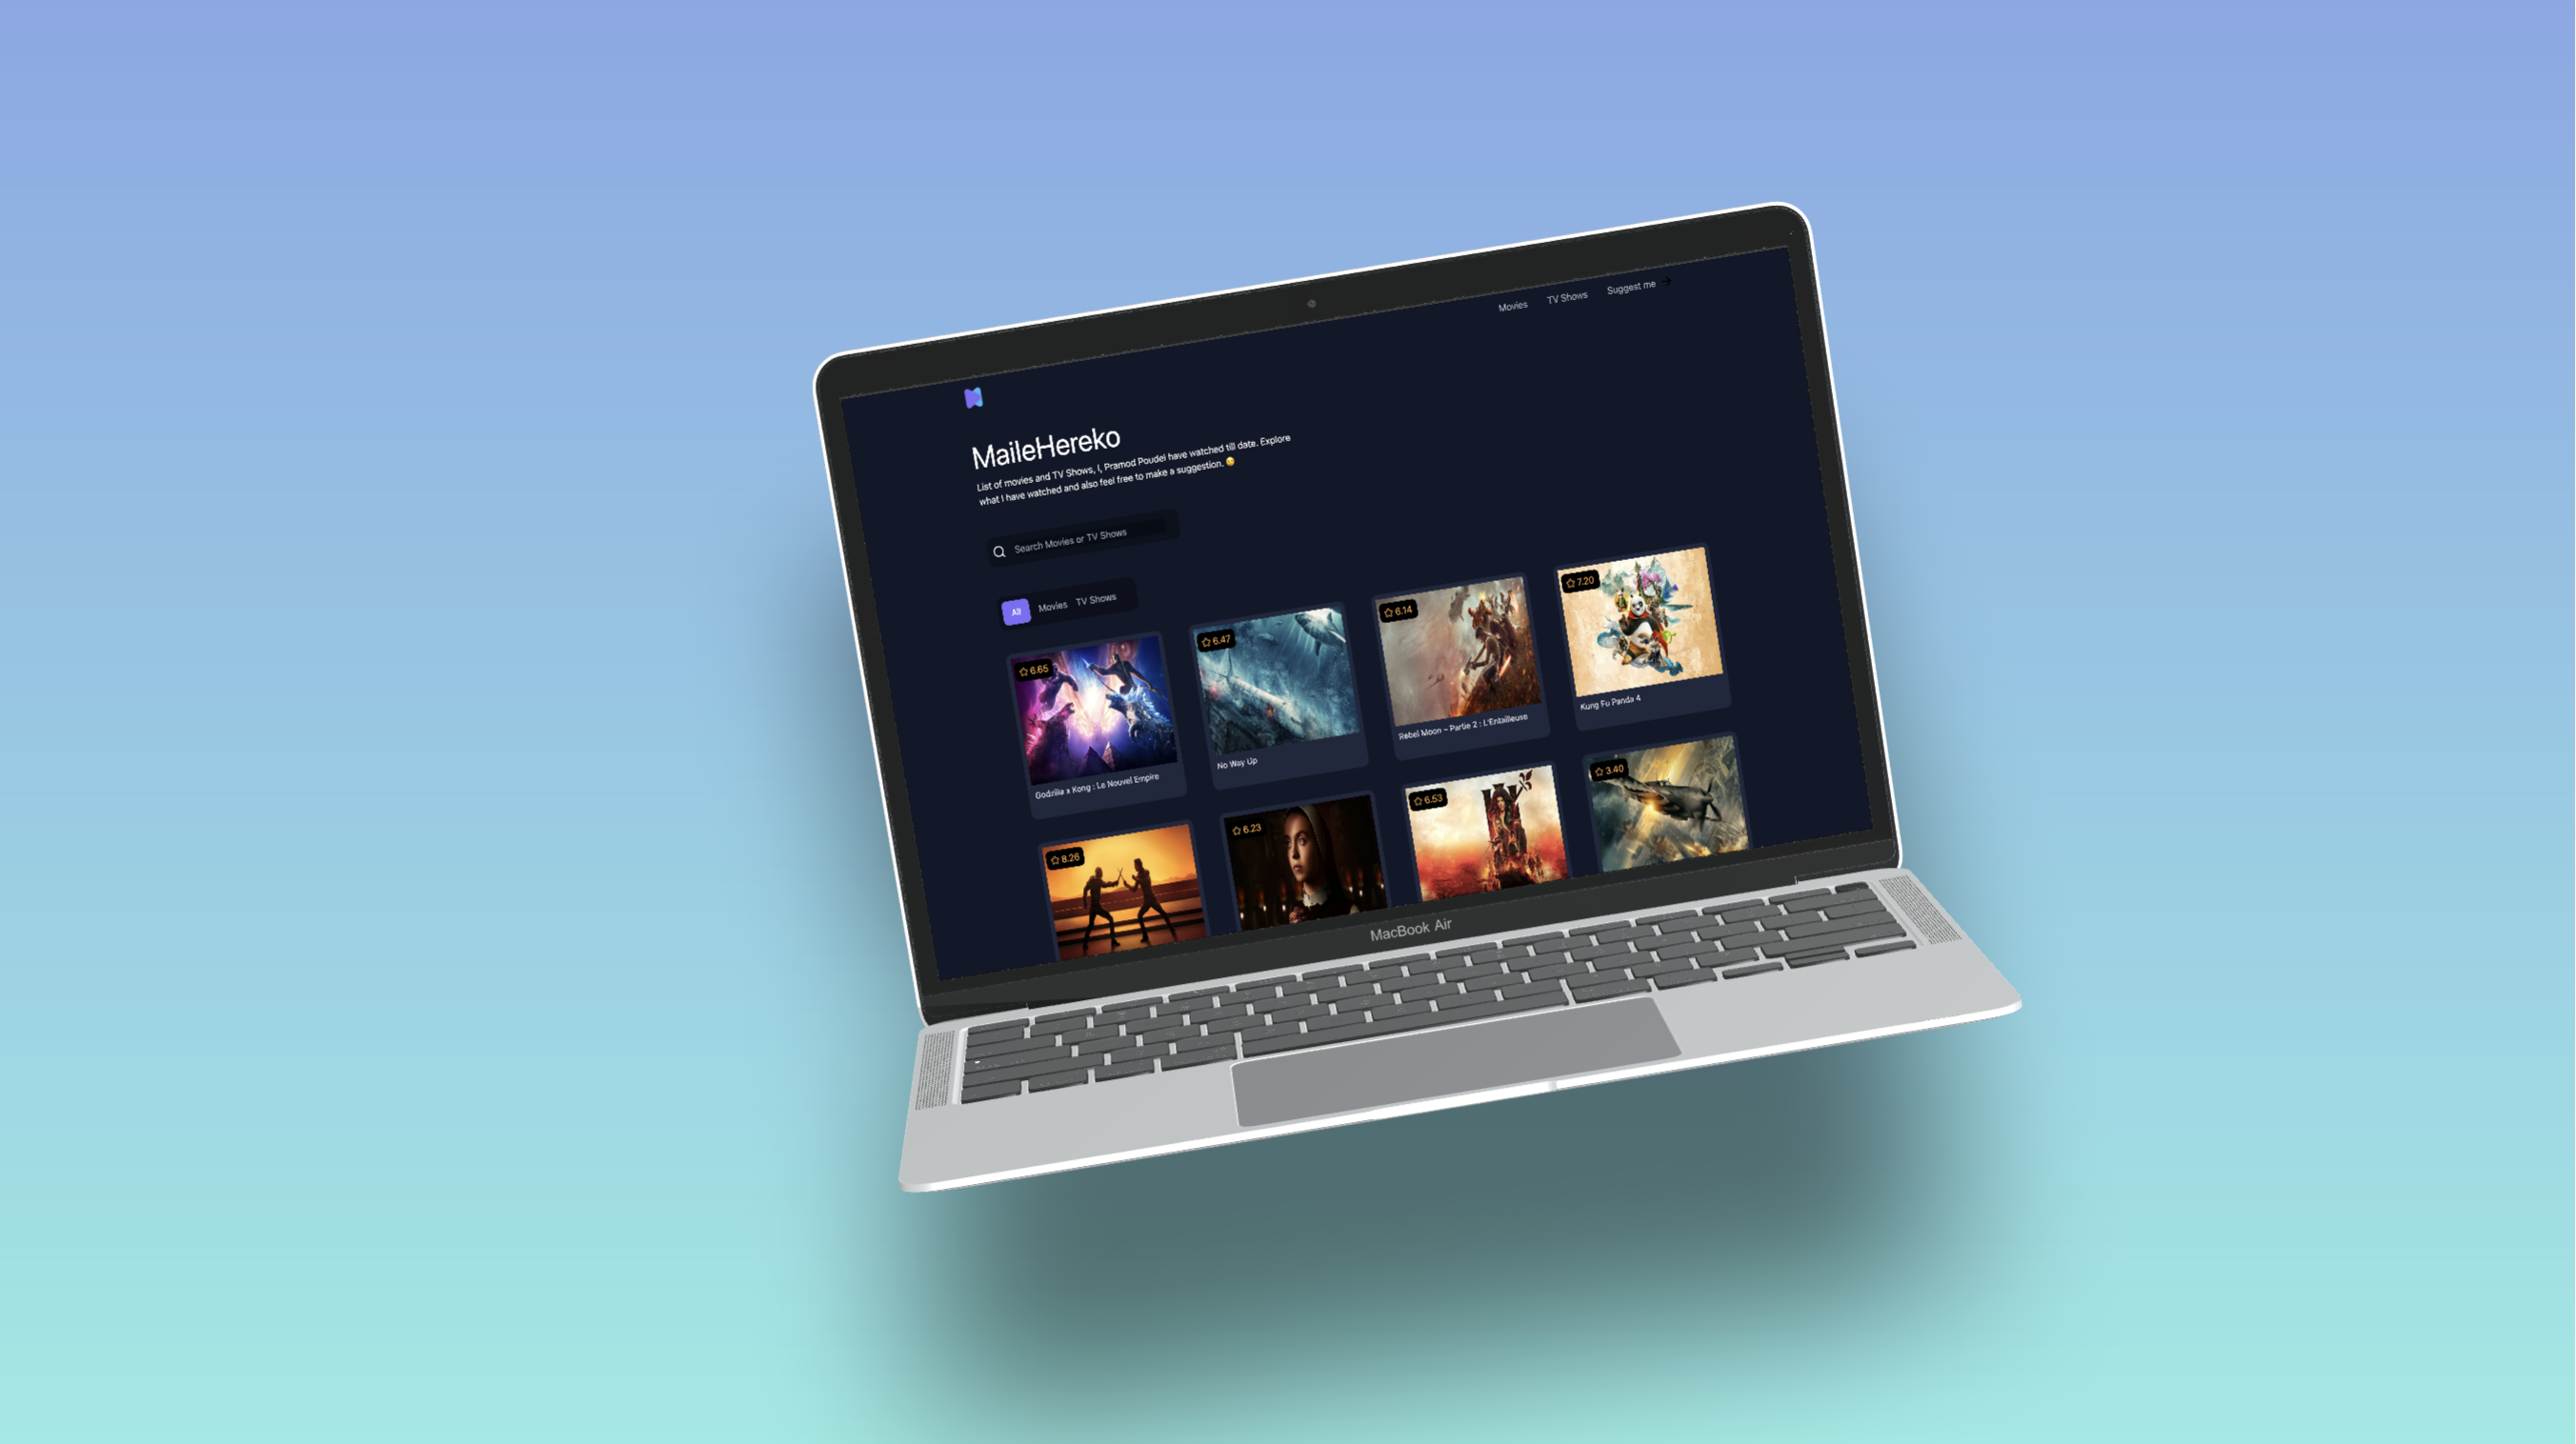 Movies TV Shows Suggest me →
MaileHereko
List of movies and TV Shows, I, Pramod Poudel have watched till date. Explore
what I have watched and also feel free to make a suggestion. 😉
Search Movies or TV Shows
All Movies TV Shows
6.65
Godzilla x Kong : Le Nouvel Empire
6.47
No Way Up
6.14
Rebel Moon – Partie 2 : L'Entailleuse
7.20
Kung Fu Panda 4
8.26
6.23
6.53
3.40
MacBook Air